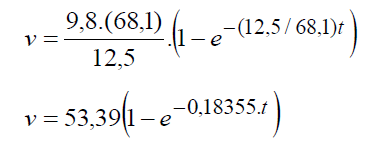 v = 9,8.(68,1)/12,5 .(1 − e^−(12,5 / 68,1)t)
v = 53,39(1 − e^−0,18355.t)